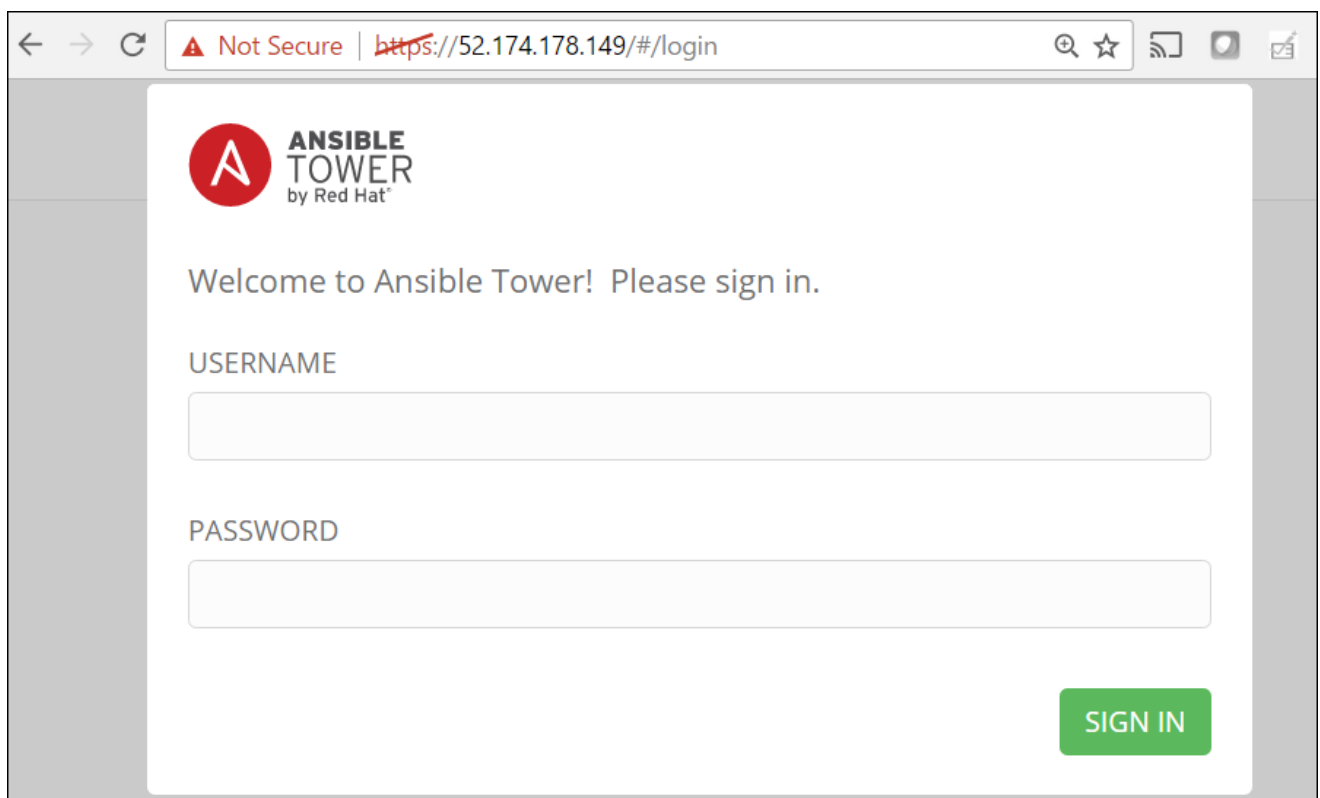 Not Secure | https://52.174.178.149/#/login
ANSIBLE
TOWER
by Red Hat®
Welcome to Ansible Tower! Please sign in.
USERNAME
PASSWORD
SIGN IN